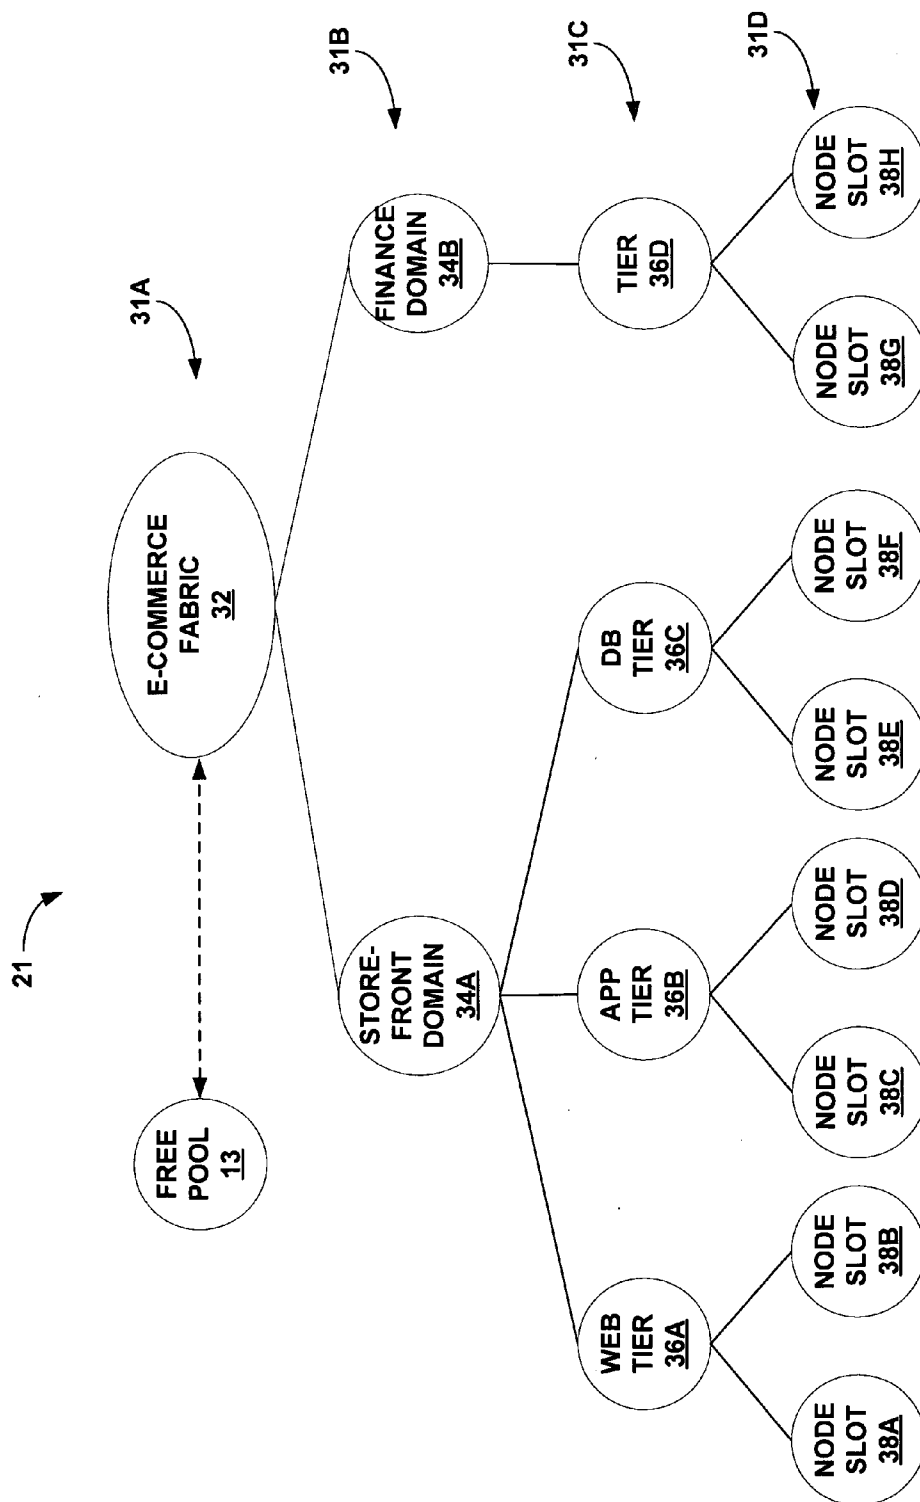 21
31A
31B
31C
31D
FREE
POOL
13
E-COMMERCE
FABRIC
32
STORE-
FRONT
DOMAIN
34A
FINANCE
DOMAIN
34B
WEB
TIER
36A
APP
TIER
36B
DB
TIER
36C
TIER
36D
NODE
SLOT
38A
NODE
SLOT
38B
NODE
SLOT
38C
NODE
SLOT
38D
NODE
SLOT
38E
NODE
SLOT
38F
NODE
SLOT
38G
NODE
SLOT
38H